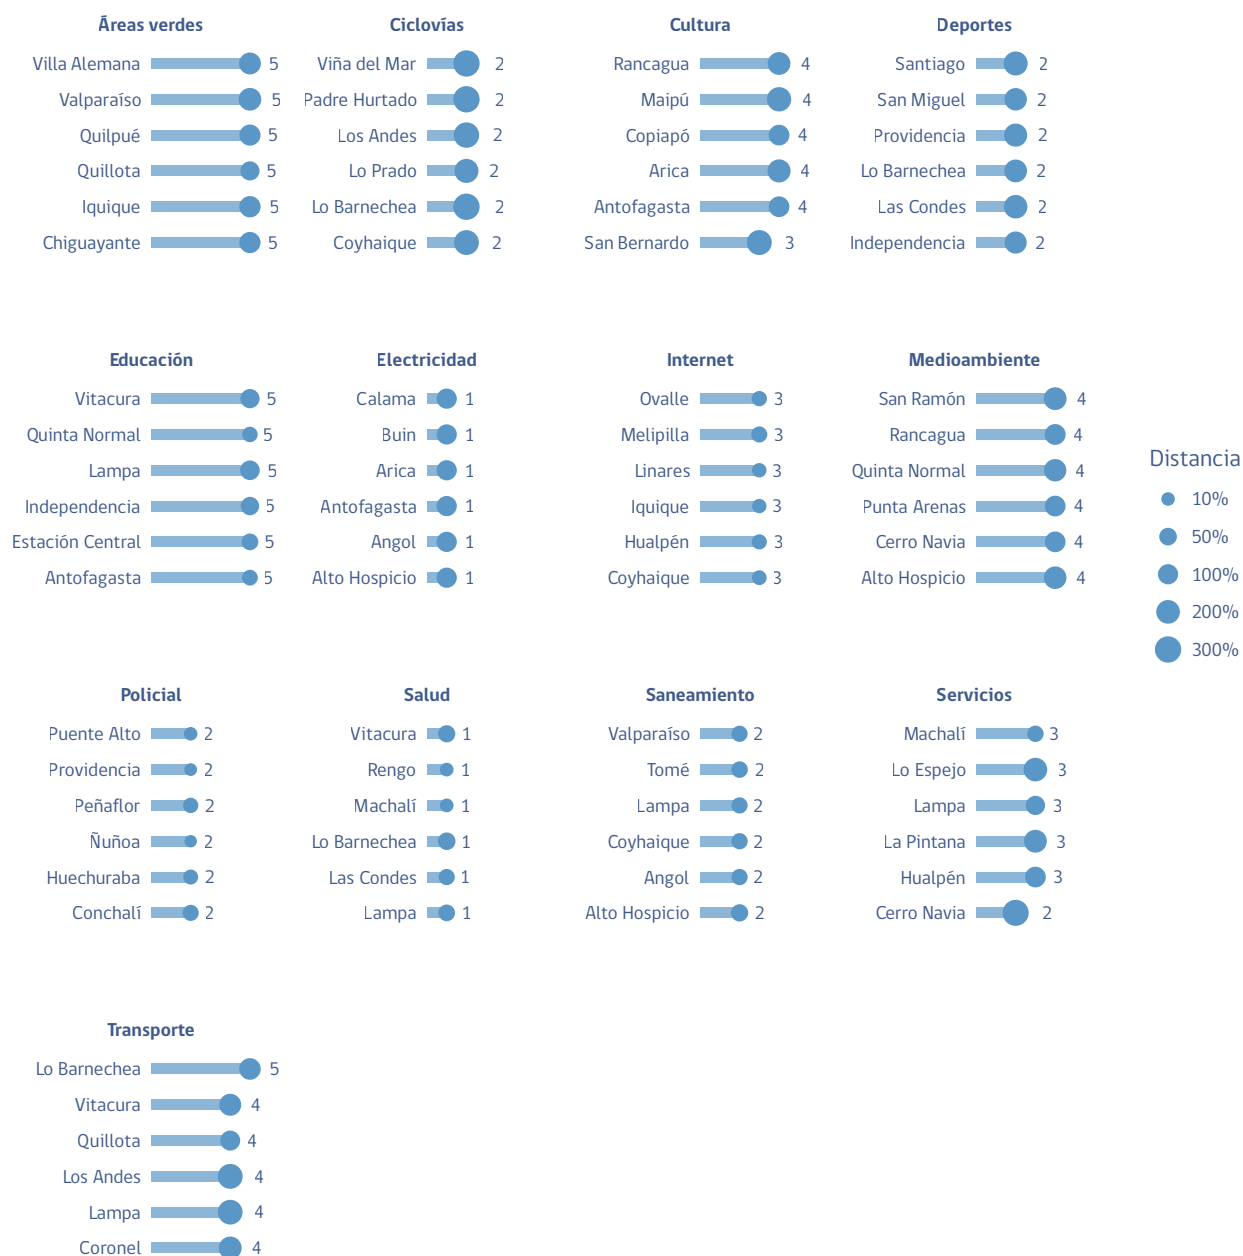 Áreas verdes
Villa Alemana 5
Valparaíso 5
Quilpué 5
Quillota 5
Iquique 5
Chiguayante 5
Ciclovías
Viña del Mar 2
Padre Hurtado 2
Los Andes 2
Lo Prado 2
Lo Barnechea 2
Coyhaique 2
Cultura
Rancagua 4
Maipú 4
Copiapó 4
Arica 4
Antofagasta 4
San Bernardo 3
Deportes
Santiago 2
San Miguel 2
Providencia 2
Lo Barnechea 2
Las Condes 2
Independencia 2
Educación
Vitacura 5
Quinta Normal 5
Lampa 5
Independencia 5
Estación Central 5
Antofagasta 5
Electricidad
Calama 1
Buin 1
Arica 1
Antofagasta 1
Angol 1
Alto Hospicio 1
Internet
Ovalle 3
Melipilla 3
Linares 3
Iquique 3
Hualpén 3
Coyhaique 3
Medioambiente
San Ramón 4
Rancagua 4
Quinta Normal 4
Punta Arenas 4
Cerro Navia 4
Alto Hospicio 4
Distancia
10%
50%
100%
200%
300%
Policial
Puente Alto 2
Providencia 2
Peñaflor 2
Ñuñoa 2
Huechuraba 2
Conchalí 2
Salud
Vitacura 1
Rengo 1
Machalí 1
Lo Barnechea 1
Las Condes 1
Lampa 1
Saneamiento
Valparaíso 2
Tomé 2
Lampa 2
Coyhaique 2
Angol 2
Alto Hospicio 2
Servicios
Machalí 3
Lo Espejo 3
Lampa 3
La Pintana 3
Hualpén 3
Cerro Navia 2
Transporte
Lo Barnechea 5
Vitacura 4
Quillota 4
Los Andes 4
Lampa 4
Coronel 4